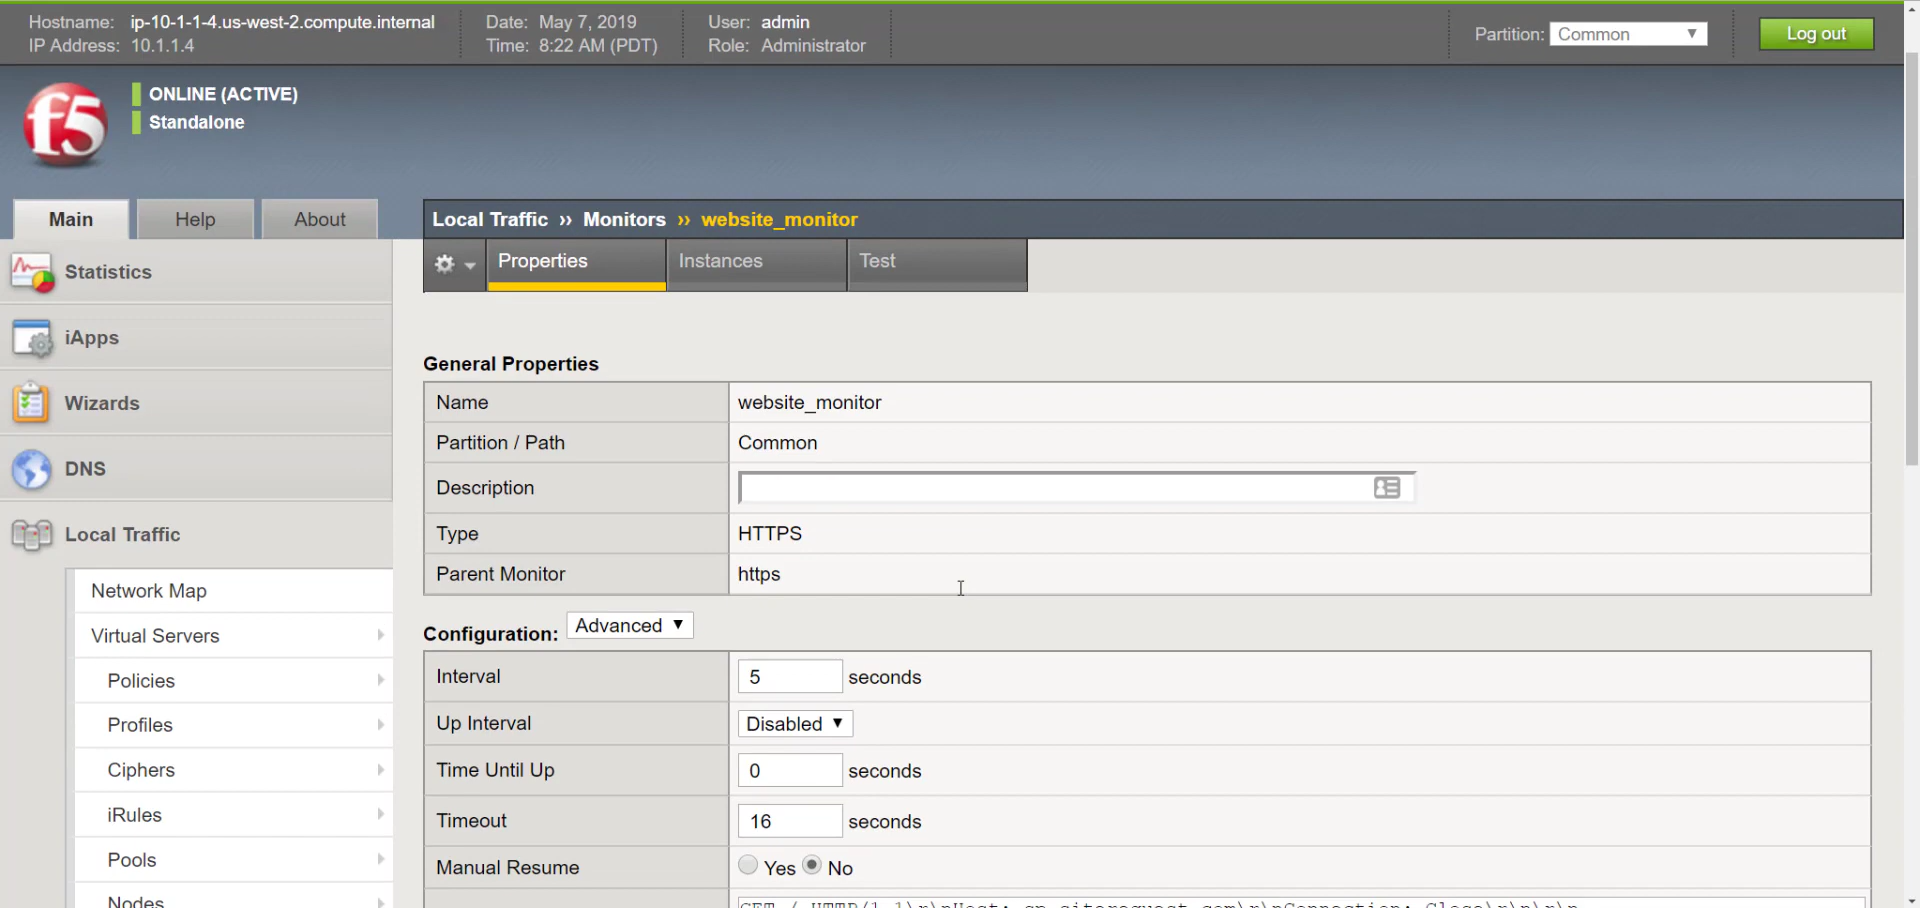 Hostname: ip-10-1-1-4.us-west-2.compute.internal
IP Address: 10.1.1.4
Date: May 7, 2019
Time: 8:22 AM (PDT)
User: admin
Role: Administrator
Partition: Common
Log out
f5
ONLINE (ACTIVE)
Standalone
Main
Help
About
Local Traffic ›› Monitors ›› website_monitor
Properties
Instances
Test
Statistics
iApps
Wizards
DNS
Local Traffic
Network Map
Virtual Servers
Policies
Profiles
Ciphers
iRules
Pools
Nodes
General Properties
Name website_monitor
Partition / Path Common
Description
Type HTTPS
Parent Monitor https
Configuration: Advanced
Interval 5 seconds
Up Interval Disabled
Time Until Up 0 seconds
Timeout 16 seconds
Manual Resume Yes No